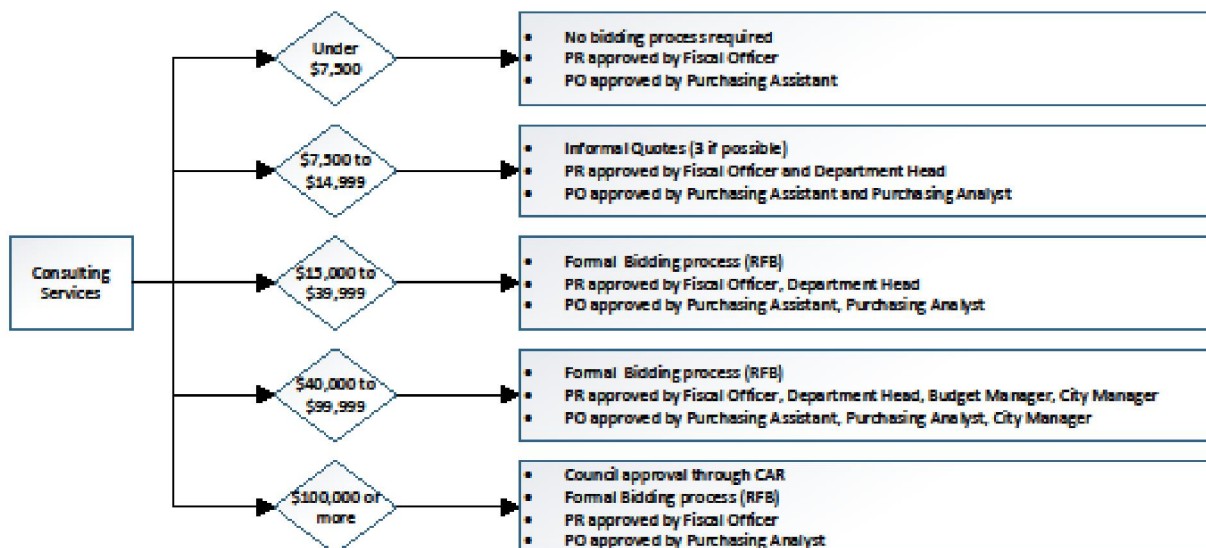 Under
$7,500
• No bidding process required
• PR approved by Fiscal Officer
• PO approved by Purchasing Assistant
$7,500 to
$14,999
• Informal Quotes (3 if possible)
• PR approved by Fiscal Officer and Department Head
• PO approved by Purchasing Assistant and Purchasing Analyst
Consulting
Services
$15,000 to
$39,999
• Formal Bidding process (RFB)
• PR approved by Fiscal Officer, Department Head
• PO approved by Purchasing Assistant, Purchasing Analyst
$40,000 to
$99,999
• Formal Bidding process (RFB)
• PR approved by Fiscal Officer, Department Head, Budget Manager, City Manager
• PO approved by Purchasing Assistant, Purchasing Analyst, City Manager
$100,000 or
more
• Council approval through CAR
• Formal Bidding process (RFB)
• PR approved by Fiscal Officer
• PO approved by Purchasing Analyst